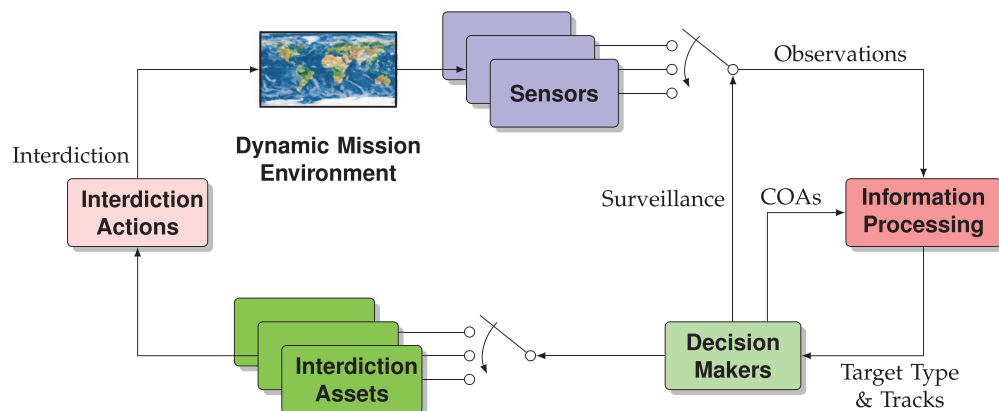 Observations
Sensors
Dynamic Mission
Environment
Interdiction
Interdiction
Actions
Surveillance
COAs
Information
Processing
Interdiction
Assets
Decision
Makers
Target Type
& Tracks